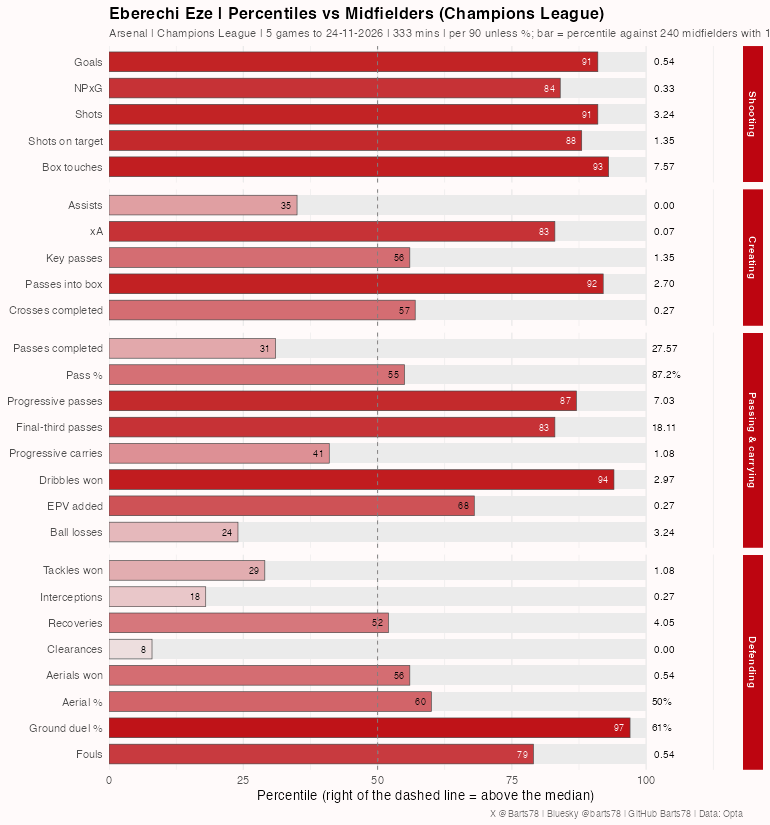 Eberechi Eze | Percentiles vs Midfielders (Champions League)
Arsenal | Champions League | 5 games to 24-11-2026 | 333 mins | per 90 unless %; bar = percentile against 240 midfielders with 1
Goals 91 0.54
NPxG 84 0.33
Shots 91 3.24
Shots on target 88 1.35
Box touches 93 7.57
Shooting
Assists 35 0.00
xA 83 0.07
Key passes 56 1.35
Passes into box 92 2.70
Crosses completed 57 0.27
Creating
Passes completed 31 27.57
Pass % 55 87.2%
Progressive passes 87 7.03
Final-third passes 83 18.11
Progressive carries 41 1.08
Dribbles won 94 2.97
EPV added 68 0.27
Ball losses 24 3.24
Passing & carrying
Tackles won 29 1.08
Interceptions 18 0.27
Recoveries 52 4.05
Clearances 8 0.00
Aerials won 56 0.54
Aerial % 60 50%
Ground duel % 97 61%
Fouls 79 0.54
Defending
0 25 50 75 100
Percentile (right of the dashed line = above the median)
X @Barts78 | Bluesky @barts78 | GitHub Barts78 | Data: Opta